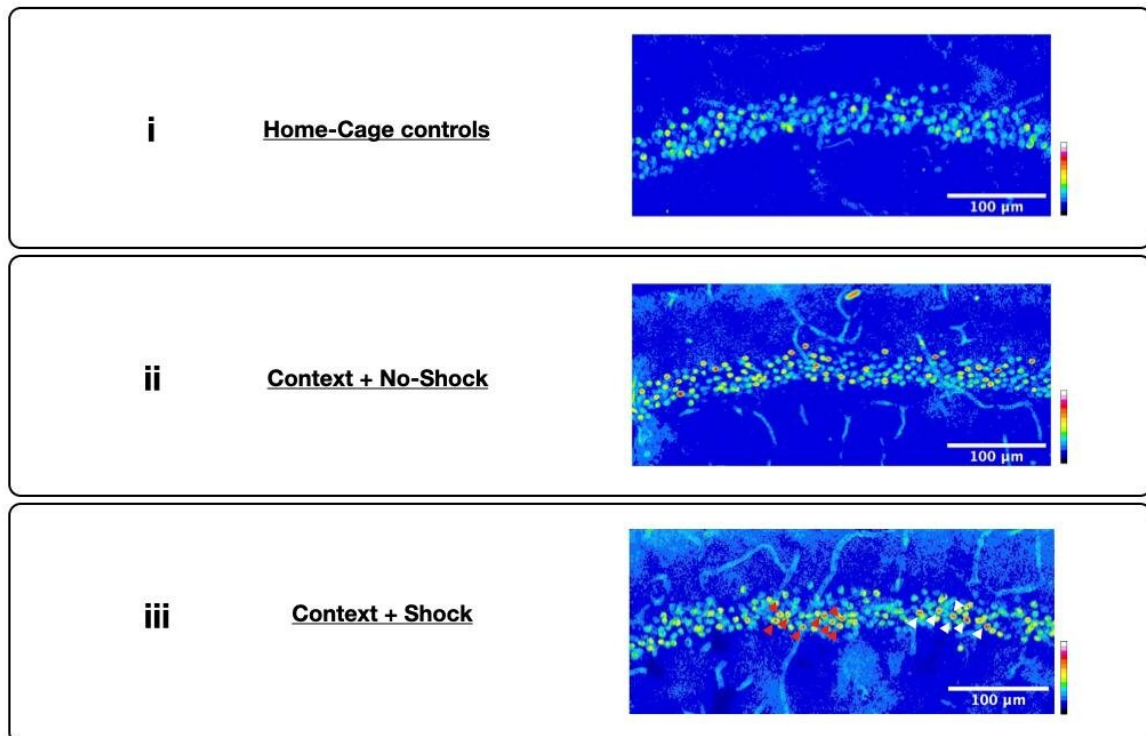 i
Home-Cage controls
100 µm
ii
Context + No-Shock
100 µm
iii
Context + Shock
100 µm